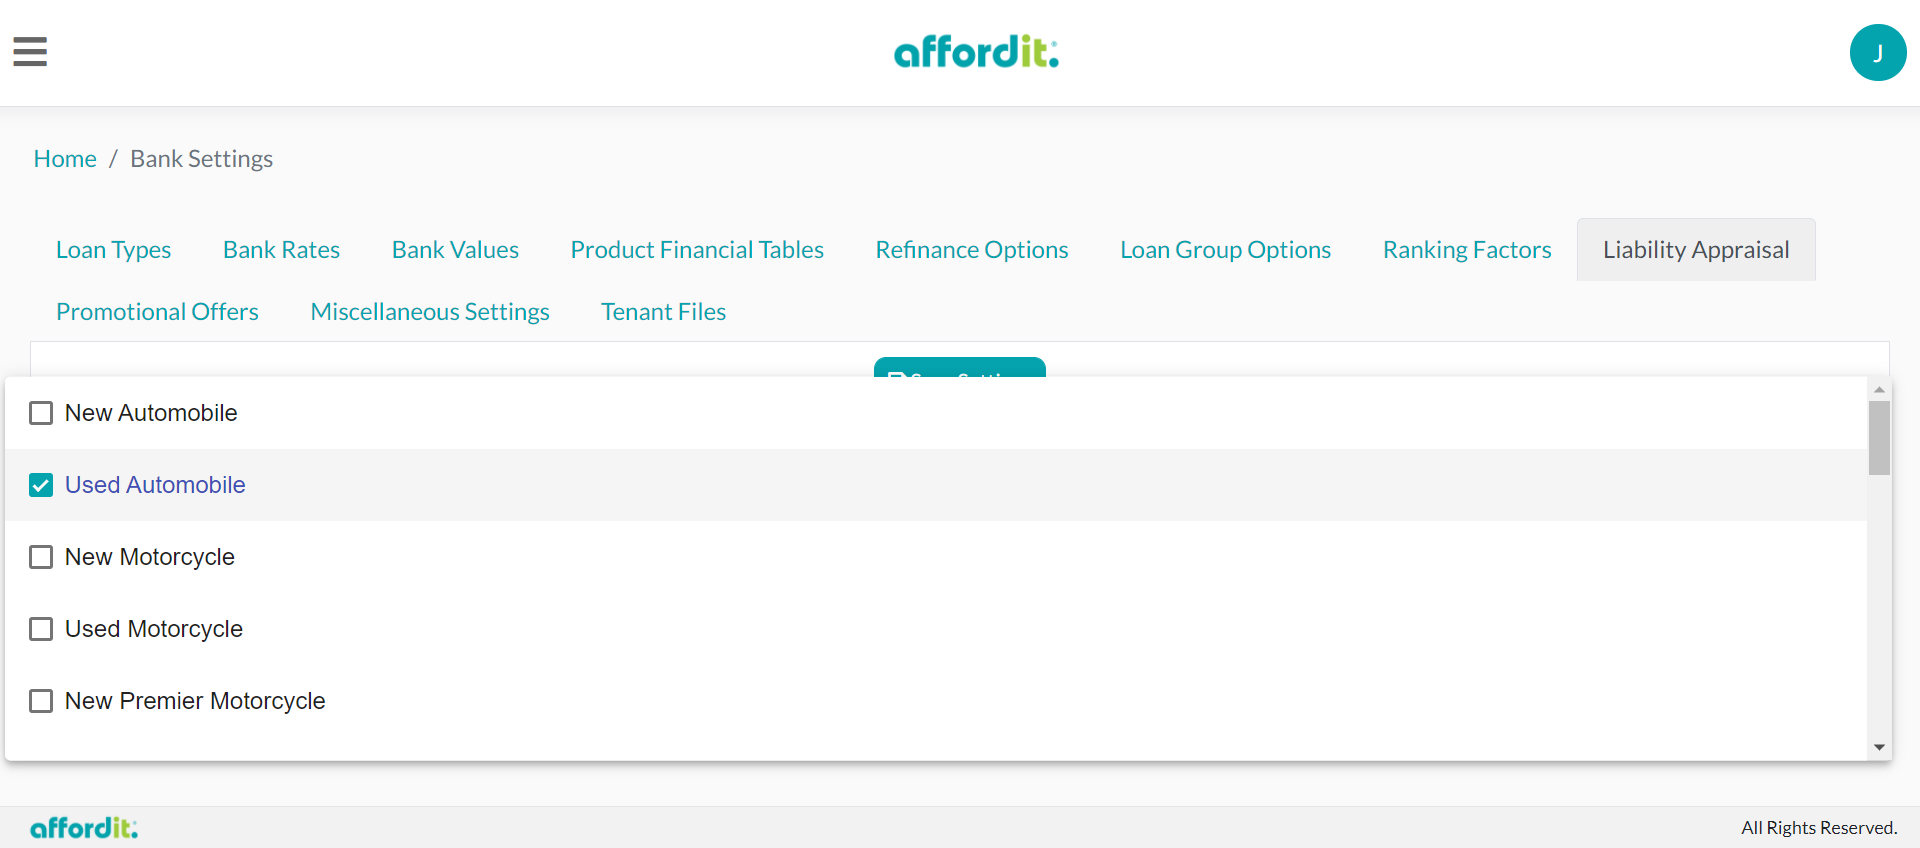 affordit.
J
Home / Bank Settings
Loan Types Bank Rates Bank Values Product Financial Tables Refinance Options Loan Group Options Ranking Factors Liability Appraisal
Promotional Offers Miscellaneous Settings Tenant Files
New Automobile
Used Automobile
New Motorcycle
Used Motorcycle
New Premier Motorcycle
affordit.
All Rights Reserved.